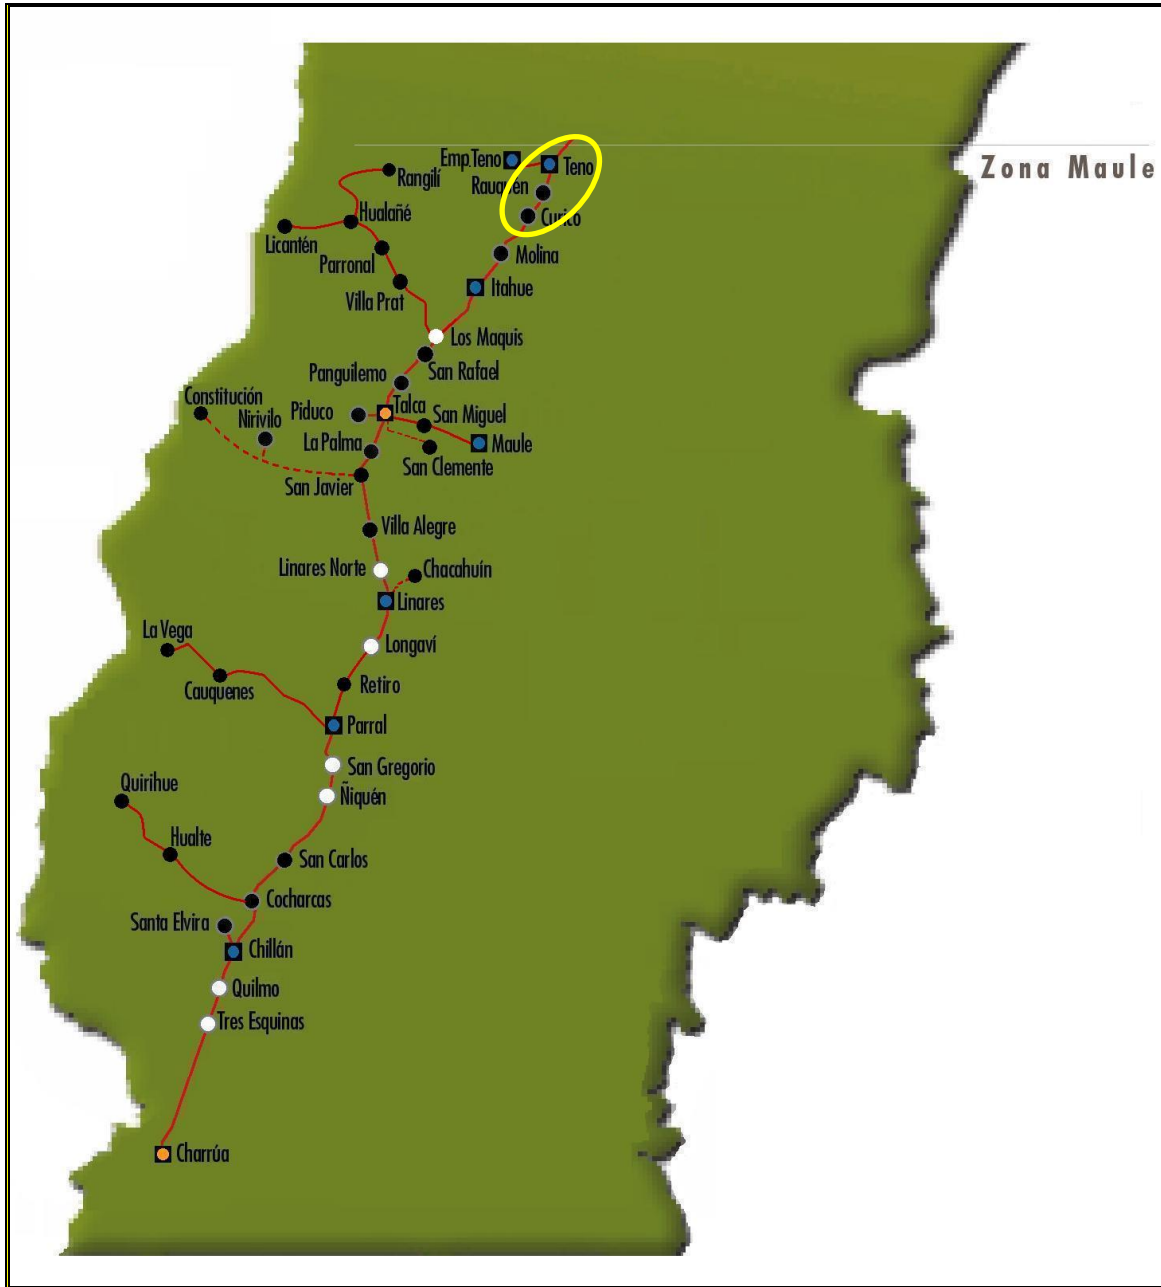 Zona Maule
Emp.Teno
Teno
Rauquen
Curico
Rangilí
Hualañé
Licantén
Parronal
Villa Prat
Molina
Itahue
Los Maquis
San Rafael
Panguilemo
Constitución
Nirivilo
Piduco
Talca
San Miguel
Maule
La Palma
San Clemente
San Javier
Villa Alegre
Linares Norte
Chacahuín
Linares
La Vega
Longaví
Cauquenes
Retiro
Parral
San Gregorio
Quirihue
Ñiquén
Hualte
San Carlos
Cocharcas
Santa Elvira
Chillán
Quilmo
Tres Esquinas
Charrúa